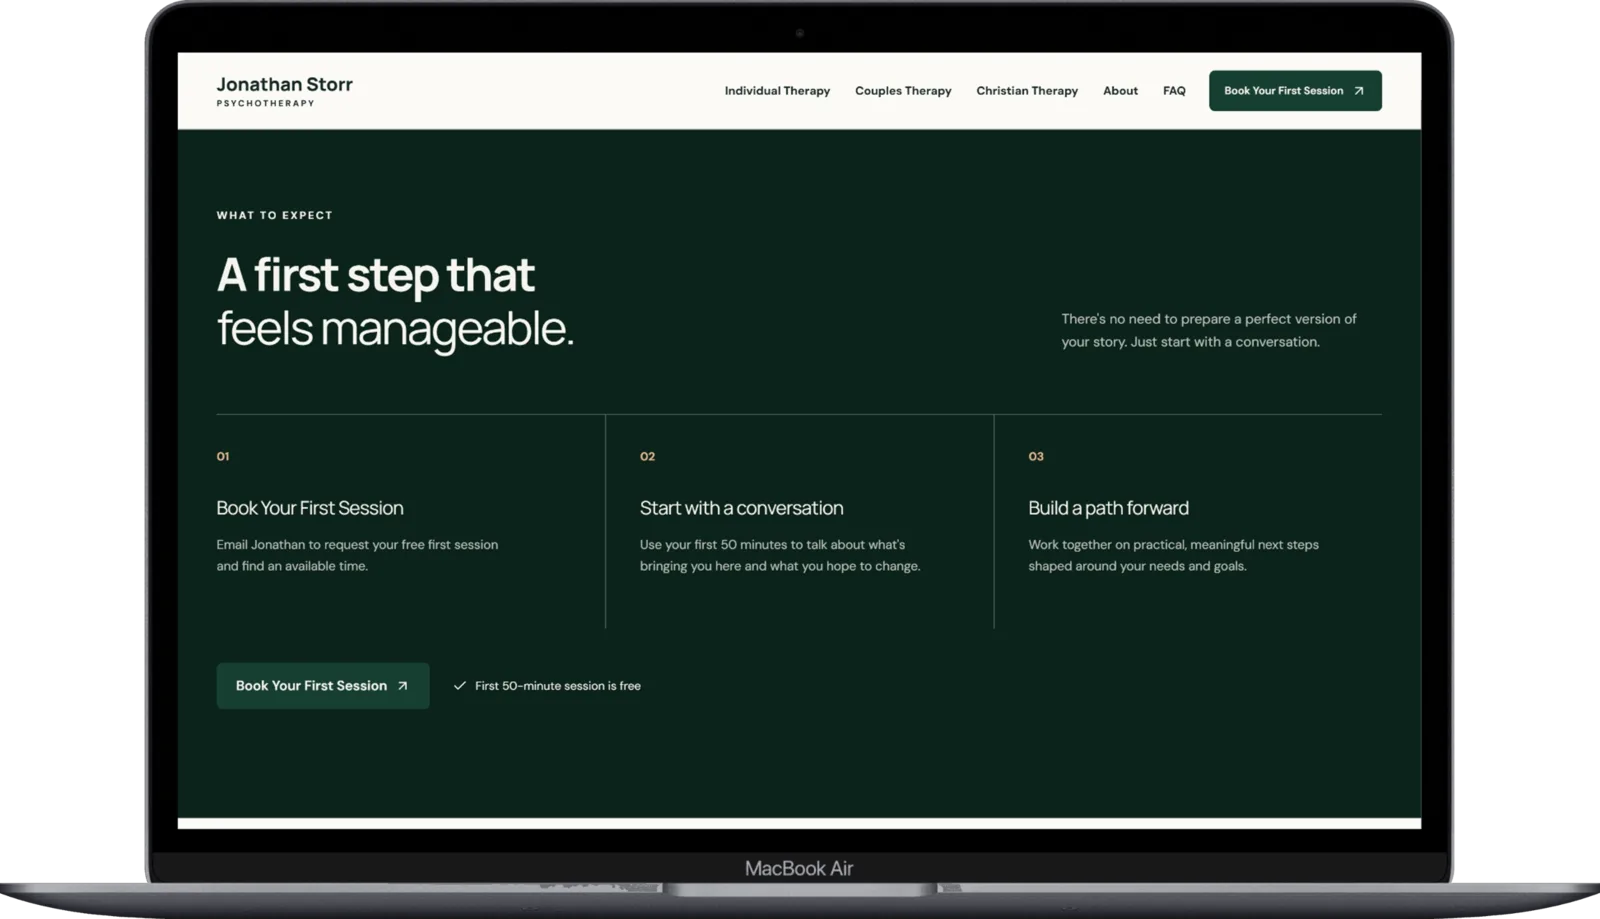 Jonathan Storr
PSYCHOTHERAPY
Individual Therapy
Couples Therapy
Christian Therapy
About
FAQ
Book Your First Session
WHAT TO EXPECT
A first step that
feels manageable.
There's no need to prepare a perfect version of
your story. Just start with a conversation.
01
Book Your First Session
Email Jonathan to request your free first session
and find an available time.
02
Start with a conversation
Use your first 50 minutes to talk about what's
bringing you here and what you hope to change.
03
Build a path forward
Work together on practical, meaningful next steps
shaped around your needs and goals.
Book Your First Session
First 50-minute session is free
MacBook Air